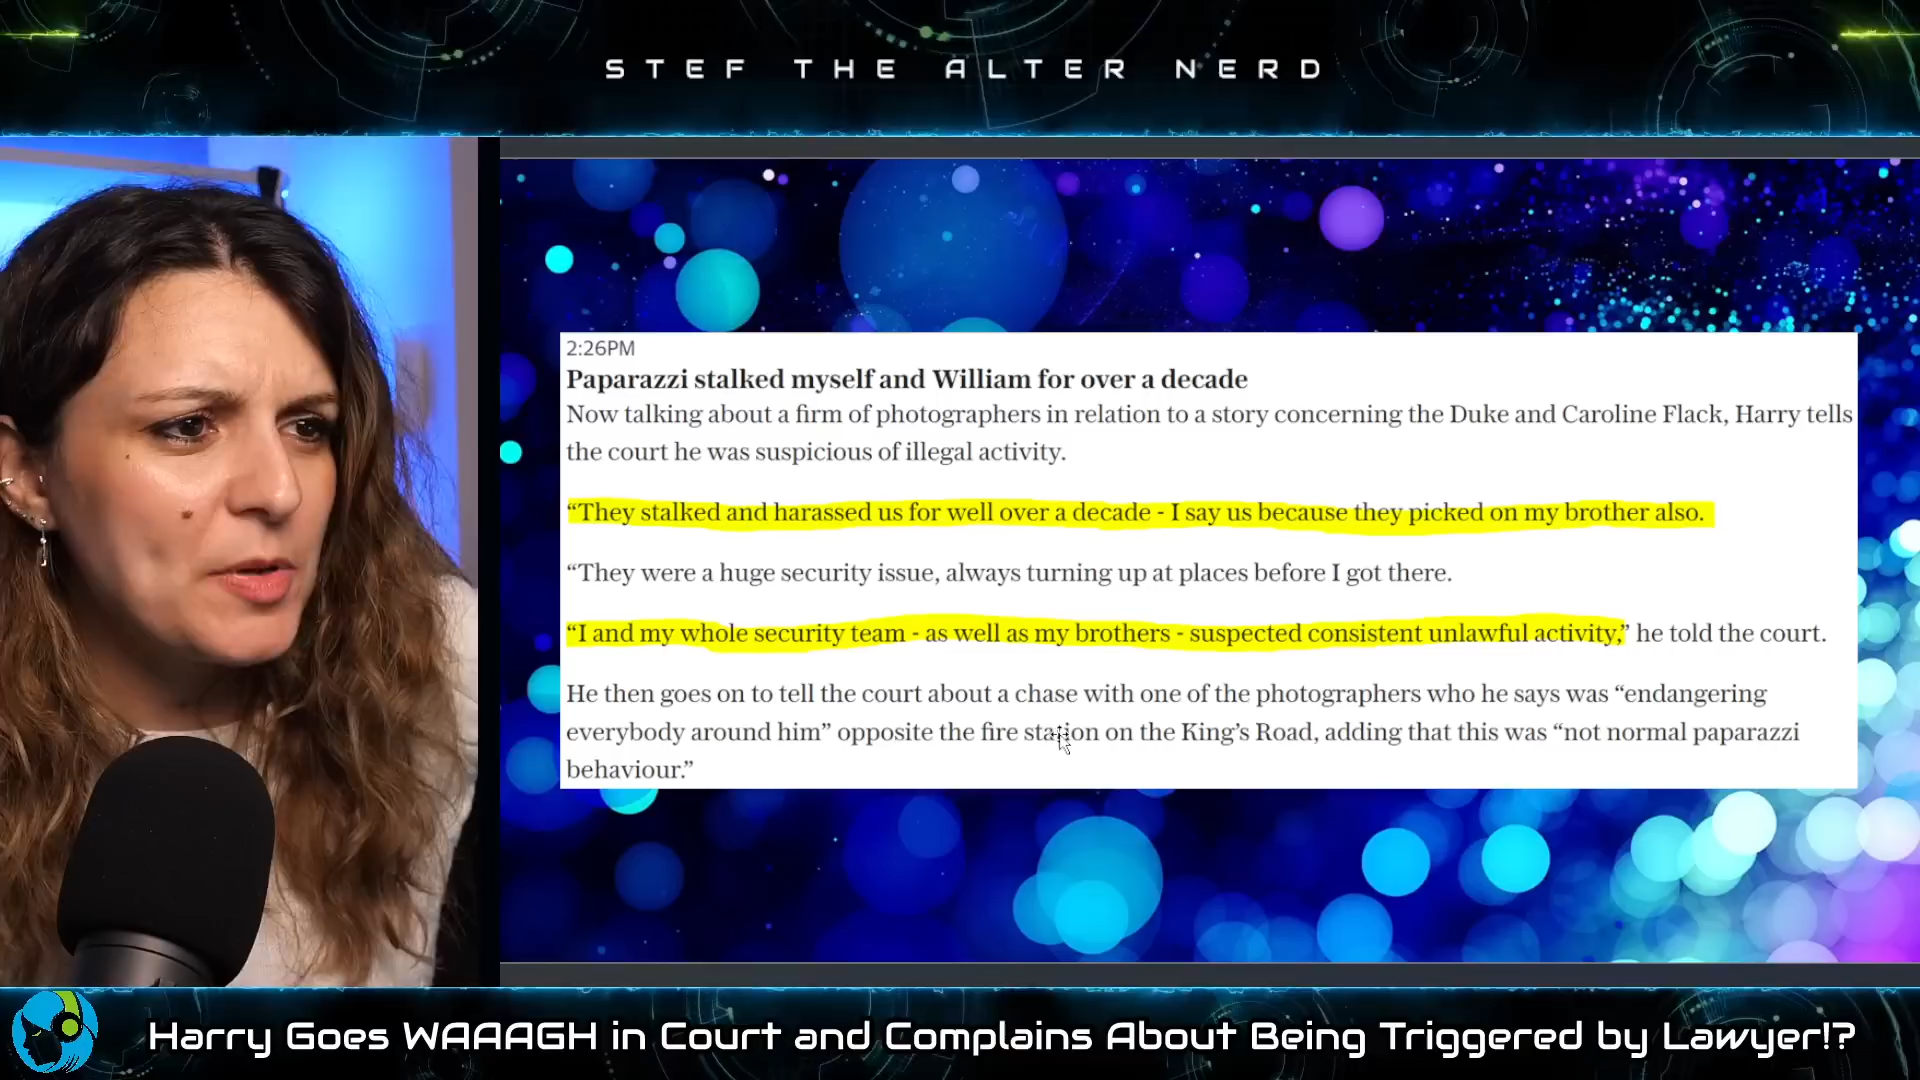 STEF THE ALTER NERD
2:26PM
Paparazzi stalked myself and William for over a decade
Now talking about a firm of photographers in relation to a story concerning the Duke and Caroline Flack, Harry tells
the court he was suspicious of illegal activity.
“They stalked and harassed us for well over a decade - I say us because they picked on my brother also.
“They were a huge security issue, always turning up at places before I got there.
“I and my whole security team - as well as my brothers - suspected consistent unlawful activity,” he told the court.
He then goes on to tell the court about a chase with one of the photographers who he says was “endangering
everybody around him” opposite the fire station on the King’s Road, adding that this was “not normal paparazzi
behaviour.”
Harry Goes WAAAGH in Court and Complains About Being Triggered by Lawyer!?